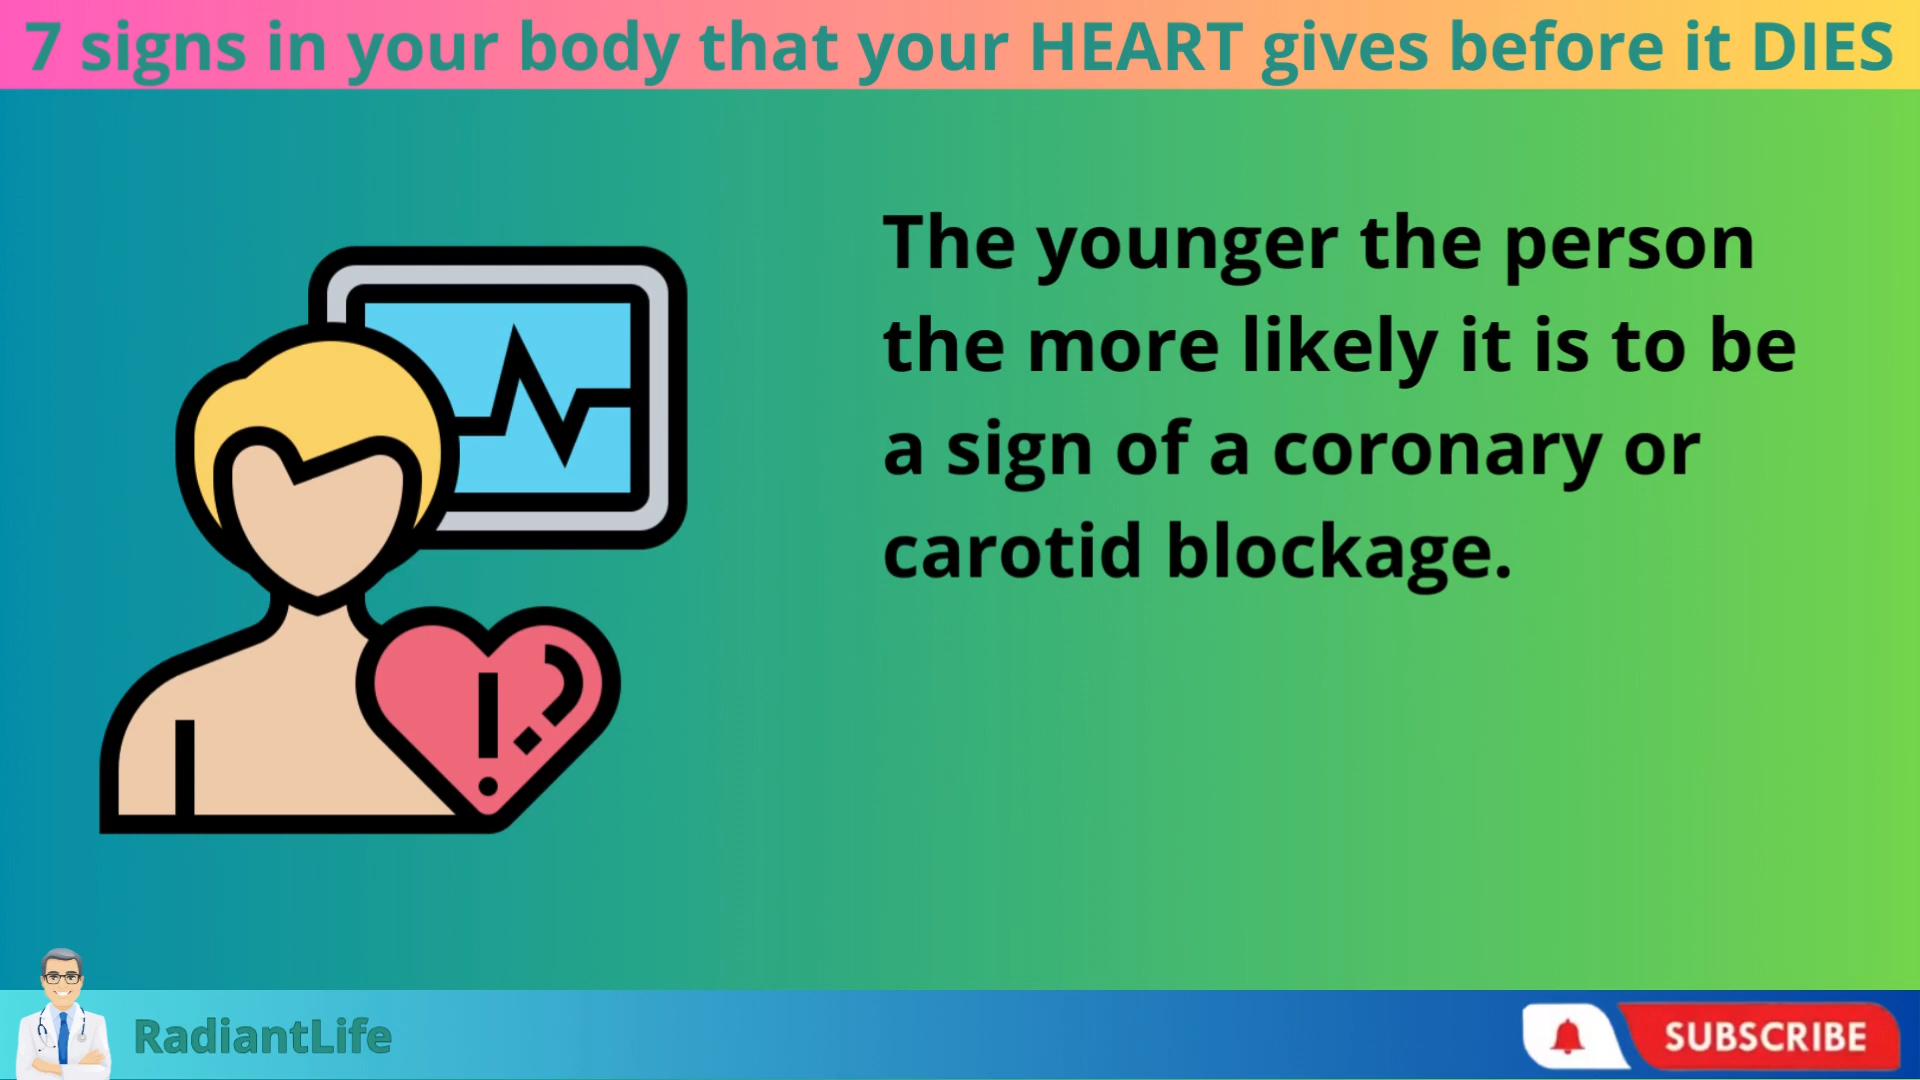 7 signs in your body that your HEART gives before it DIES
The younger the person
the more likely it is to be
a sign of a coronary or
carotid blockage.
RadiantLife
SUBSCRIBE